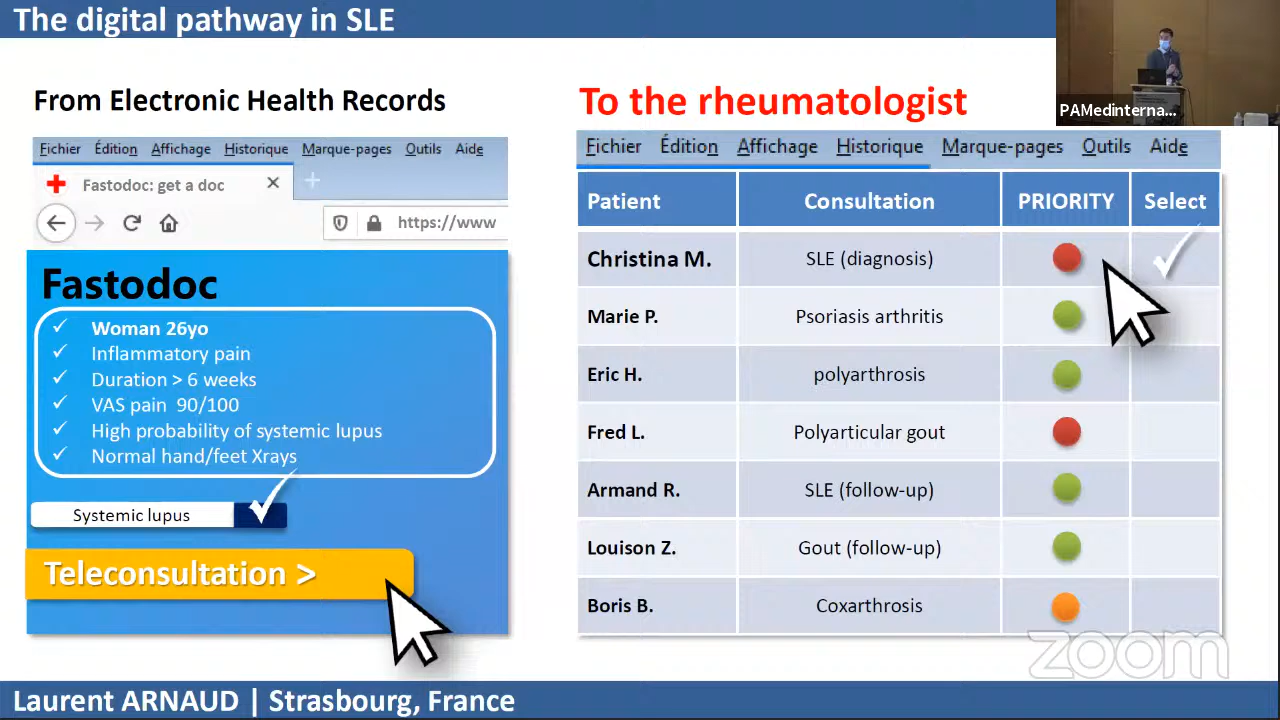 The digital pathway in SLE
PAMedinterna...
From Electronic Health Records
To the rheumatologist
Fichier Édition Affichage Historique Marque-pages Outils Aide
Fastodoc: get a doc
https://www
Fastodoc
Woman 26yo
Inflammatory pain
Duration > 6 weeks
VAS pain 90/100
High probability of systemic lupus
Normal hand/feet Xrays
Systemic lupus
Teleconsultation >
Fichier Édition Affichage Historique Marque-pages Outils Aide
Patient Consultation PRIORITY Select
Christina M. SLE (diagnosis)
Marie P. Psoriasis arthritis
Eric H. polyarthrosis
Fred L. Polyarticular gout
Armand R. SLE (follow-up)
Louison Z. Gout (follow-up)
Boris B. Coxarthrosis
zoom
Laurent ARNAUD | Strasbourg, France